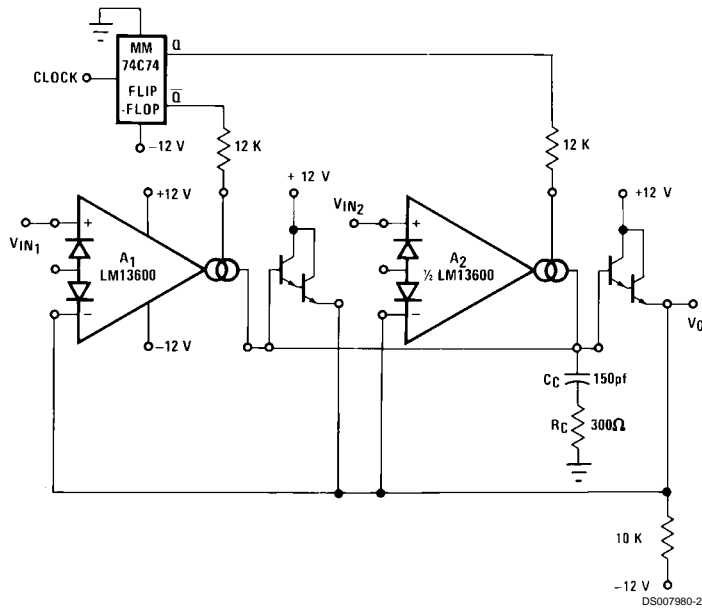 MM
74C74
FLIP
-FLOP
CLOCK
Q
Q̅
−12 V
12 K
12 K
+12 V
+ 12 V
+12 V
VIN1
+
A1
LM13600
−
−12 V
VIN2
+
A2
½ LM13600
−
VO
CC
150pf
RC
300Ω
10 K
−12 V
DS007980-2